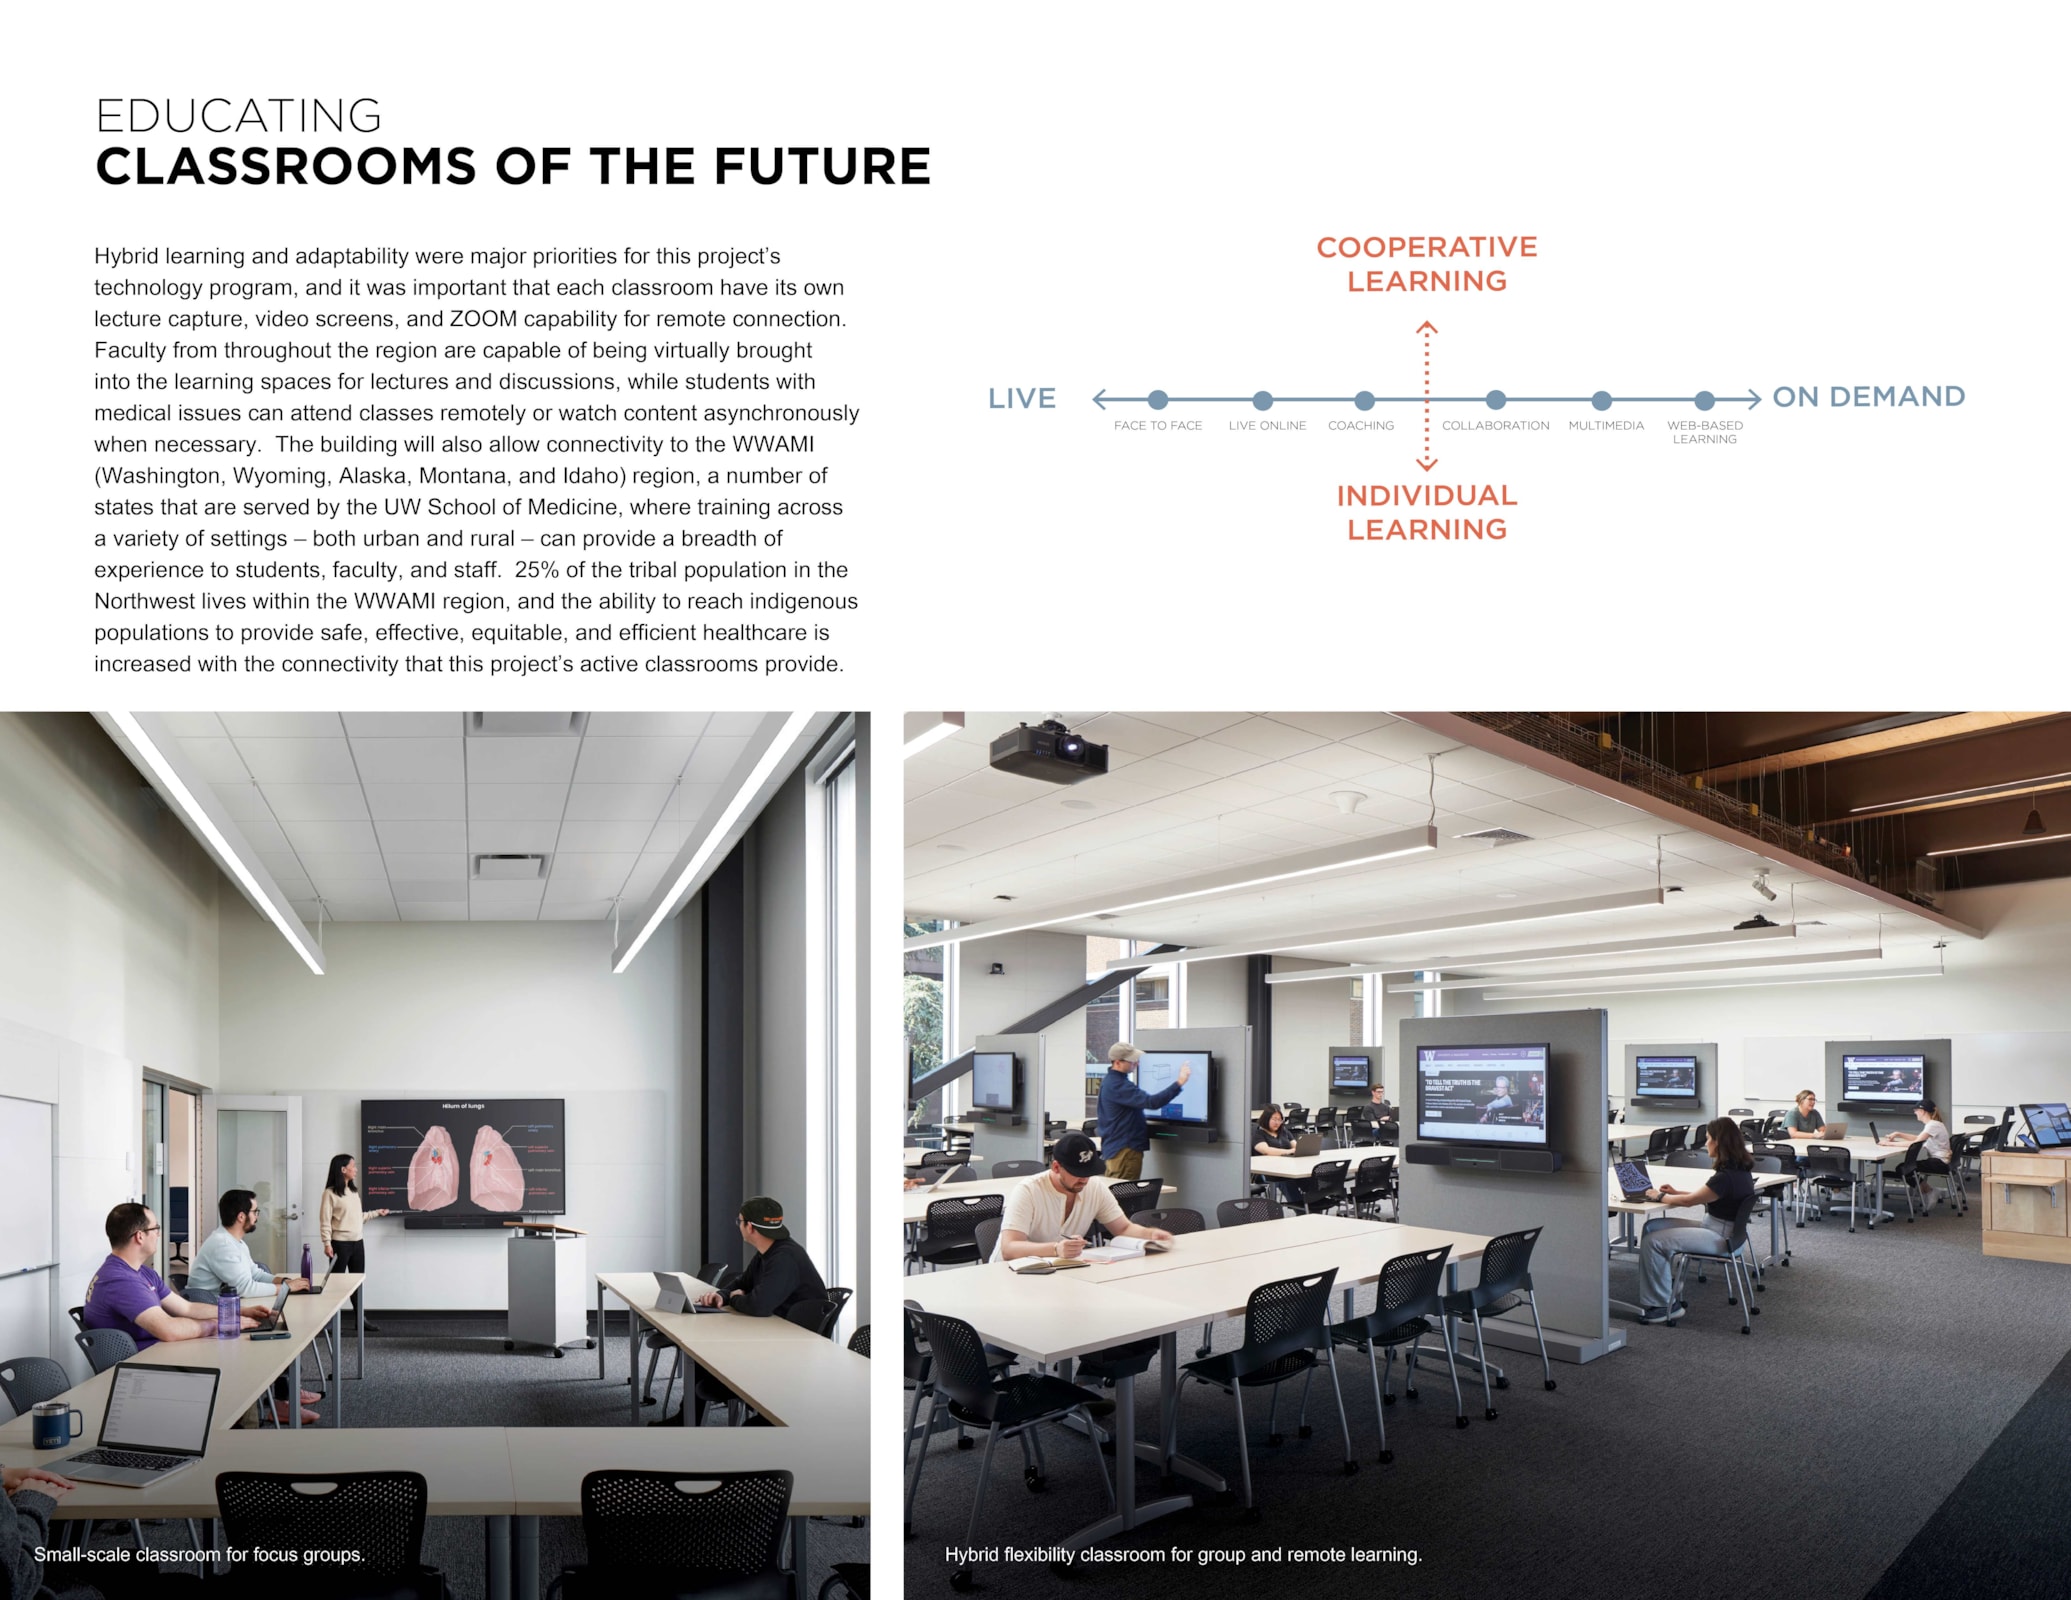 EDUCATING
CLASSROOMS OF THE FUTURE
Hybrid learning and adaptability were major priorities for this project’s
technology program, and it was important that each classroom have its own
lecture capture, video screens, and ZOOM capability for remote connection.
Faculty from throughout the region are capable of being virtually brought
into the learning spaces for lectures and discussions, while students with
medical issues can attend classes remotely or watch content asynchronously
when necessary.  The building will also allow connectivity to the WWAMI
(Washington, Wyoming, Alaska, Montana, and Idaho) region, a number of
states that are served by the UW School of Medicine, where training across
a variety of settings – both urban and rural – can provide a breadth of
experience to students, faculty, and staff.  25% of the tribal population in the
Northwest lives within the WWAMI region, and the ability to reach indigenous
populations to provide safe, effective, equitable, and efficient healthcare is
increased with the connectivity that this project’s active classrooms provide.
COOPERATIVE
LEARNING
LIVE
ON DEMAND
FACE TO FACE
LIVE ONLINE
COACHING
COLLABORATION
MULTIMEDIA
WEB-BASED
LEARNING
INDIVIDUAL
LEARNING
Hilum of lungs
YETI
Small-scale classroom for focus groups.
W
"TO TELL THE TRUTH IS THE
BRAVEST ACT"
W
W
Hybrid flexibility classroom for group and remote learning.